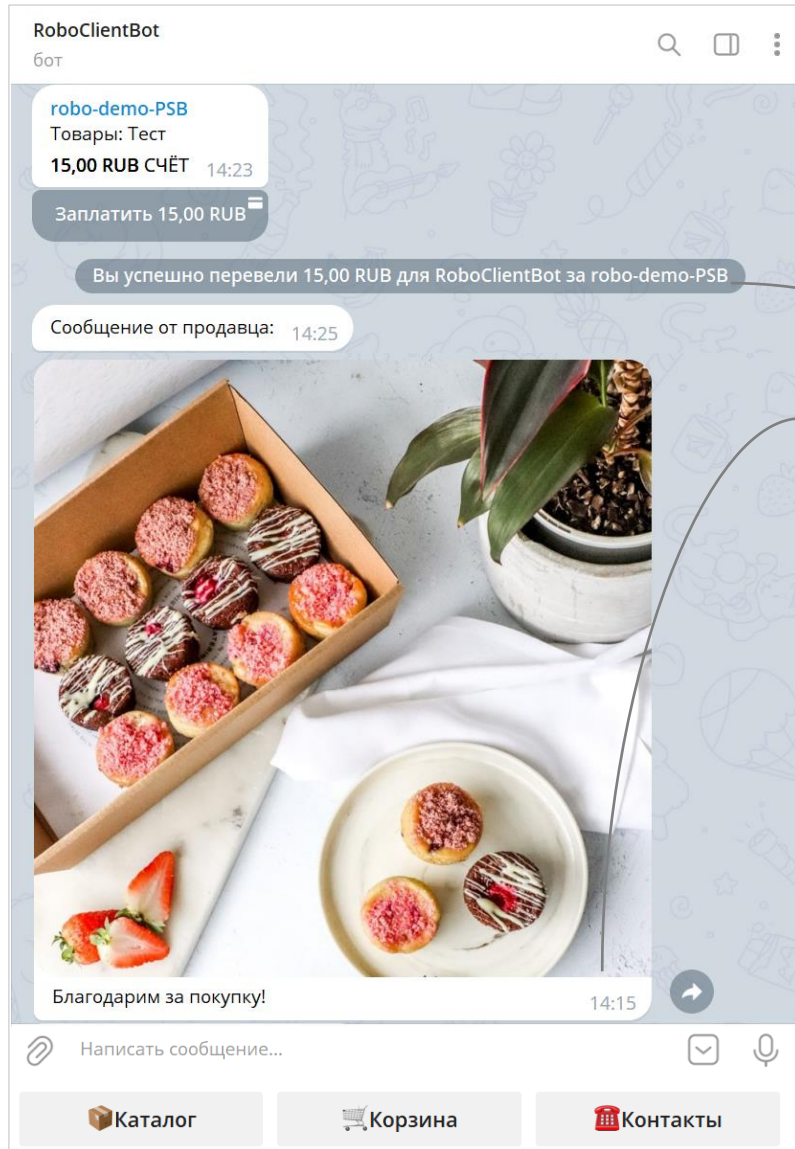 RoboClientBot
бот
robo-demo-PSB
Товары: Тест
15,00 RUB СЧЁТ 14:23
Заплатить 15,00 RUB
Вы успешно перевели 15,00 RUB для RoboClientBot за robo-demo-PSB
Сообщение от продавца: 14:25
Благодарим за покупку! 14:15
Написать сообщение...
Каталог Корзина Контакты